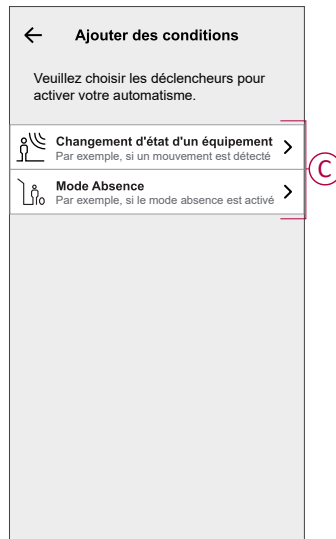 Ajouter des conditions
Veuillez choisir les déclencheurs pour
activer votre automatisme.
Changement d'état d'un équipement
Par exemple, si un mouvement est détecté
Mode Absence
Par exemple, si le mode absence est activé
C